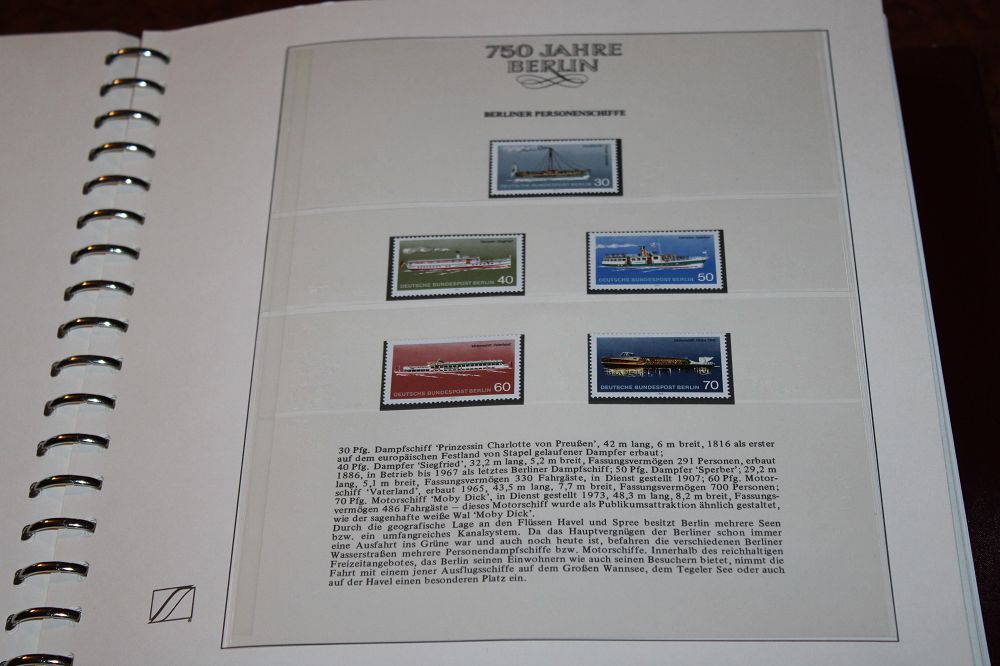 750 JAHRE
BERLIN
BERLINER PERSONENSCHIFFE
DEUTSCHE BUNDESPOST BERLIN 30
DEUTSCHE BUNDESPOST BERLIN 40
DEUTSCHE BUNDESPOST BERLIN 50
DEUTSCHE BUNDESPOST BERLIN 60
DEUTSCHE BUNDESPOST BERLIN 70
30 Pfg. Dampfschiff ‘Prinzessin Charlotte von Preußen’, 42 m lang, 6 m breit, 1816 als erster
auf dem europäischen Festland von Stapel gelaufener Dampfer erbaut;
40 Pfg. Dampfer ‘Siegfried’, 32,2 m lang, 5,2 m breit, Fassungsvermögen 291 Personen, erbaut
1886, in Betrieb bis 1967 als letztes Berliner Dampfschiff; 50 Pfg. Dampfer ‘Sperber’; 29,2 m
lang, 5,1 m breit, Fassungsvermögen 330 Fahrgäste, in Dienst gestellt 1907; 60 Pfg. Motor-
schiff ‘Vaterland’, erbaut 1965, 43,5 m lang, 7,7 m breit, Fassungsvermögen 700 Personen;
70 Pfg. Motorschiff ‘Moby Dick’, in Dienst gestellt 1973, 48,3 m lang, 8,2 m breit, Fassungs-
vermögen 486 Fahrgäste – dieses Motorschiff wurde als Publikumsattraktion ähnlich gestaltet,
wie der sagenhafte weiße Wal ‘Moby Dick’.
Durch die geografische Lage an den Flüssen Havel und Spree besitzt Berlin mehrere Seen
bzw. ein umfangreiches Kanalsystem. Da das Hauptvergnügen der Berliner schon immer
eine Ausfahrt ins Grüne war und auch noch heute ist, befahren die verschiedenen Berliner
Wasserstraßen mehrere Personendampfschiffe bzw. Motorschiffe. Innerhalb des reichhaltigen
Freizeitangebotes, das Berlin seinen Einwohnern wie auch seinen Besuchern bietet, nimmt die
Fahrt mit einem jener Ausflugsschiffe auf dem Großen Wannsee, dem Tegeler See oder auch
auf der Havel einen besonderen Platz ein.